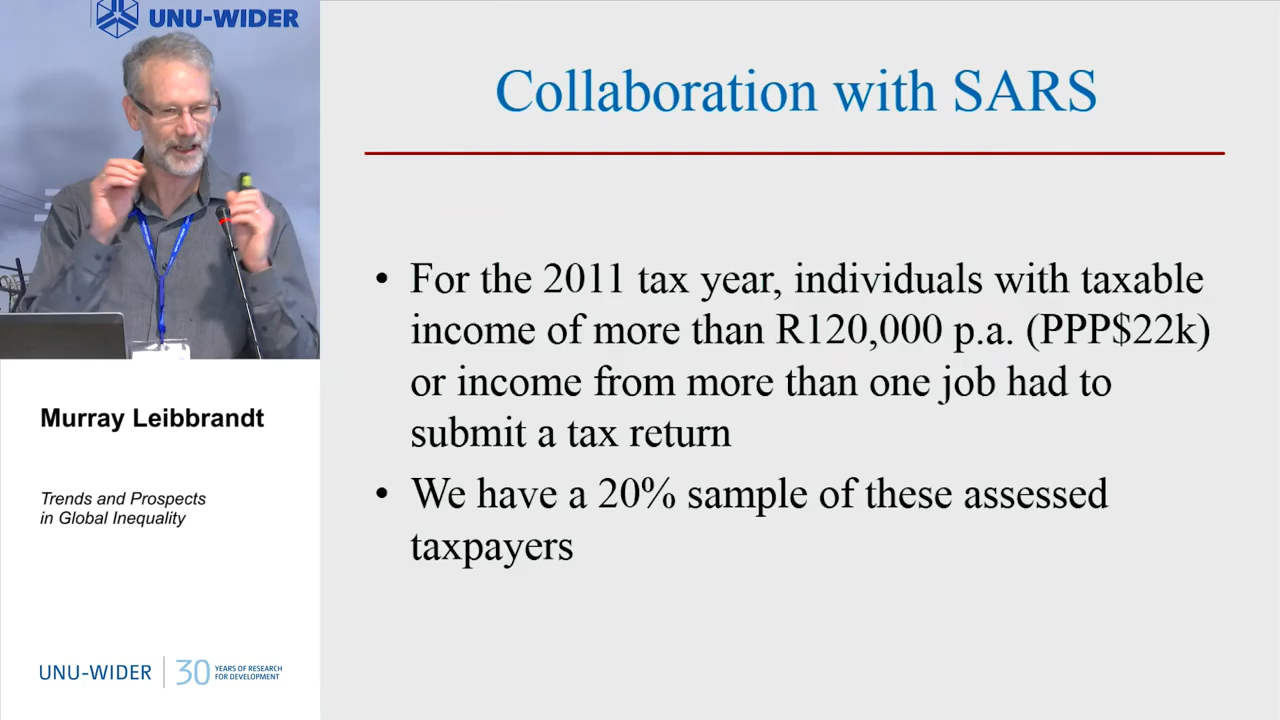 UNU-WIDER
Collaboration with SARS
• For the 2011 tax year, individuals with taxable
income of more than R120,000 p.a. (PPP$22k)
or income from more than one job had to
submit a tax return
• We have a 20% sample of these assessed
taxpayers
Murray Leibbrandt
Trends and Prospects
in Global Inequality
UNU-WIDER
30 YEARS OF RESEARCH
FOR DEVELOPMENT